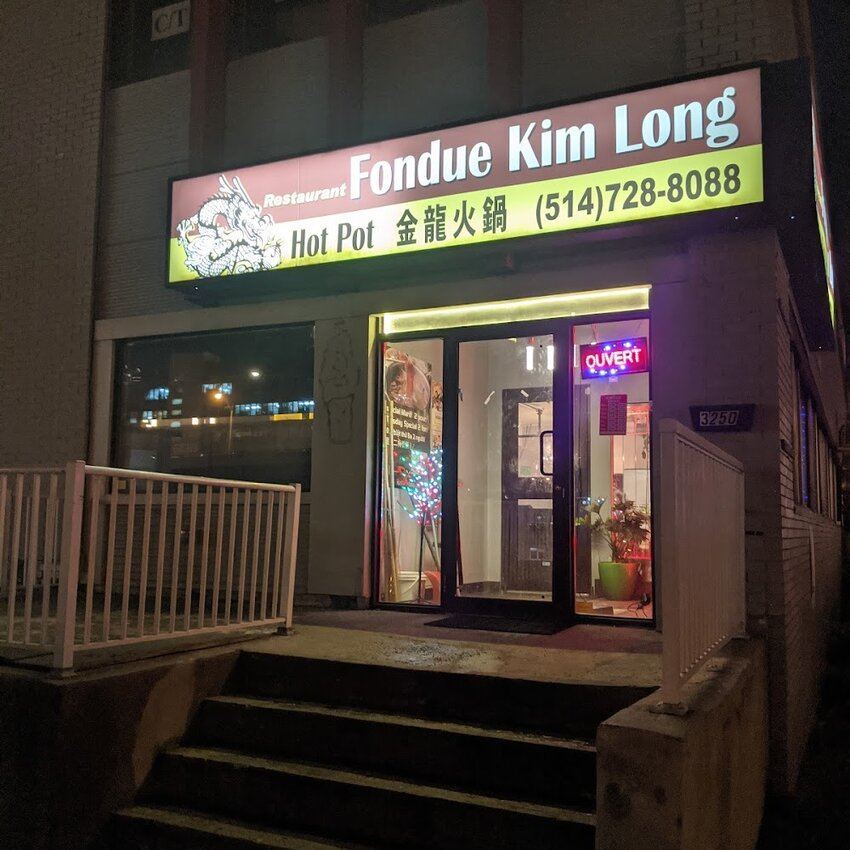 C/T
Restaurant Fondue Kim Long
Hot Pot 金龍火鍋 (514)728-8088
OUVERT
3250